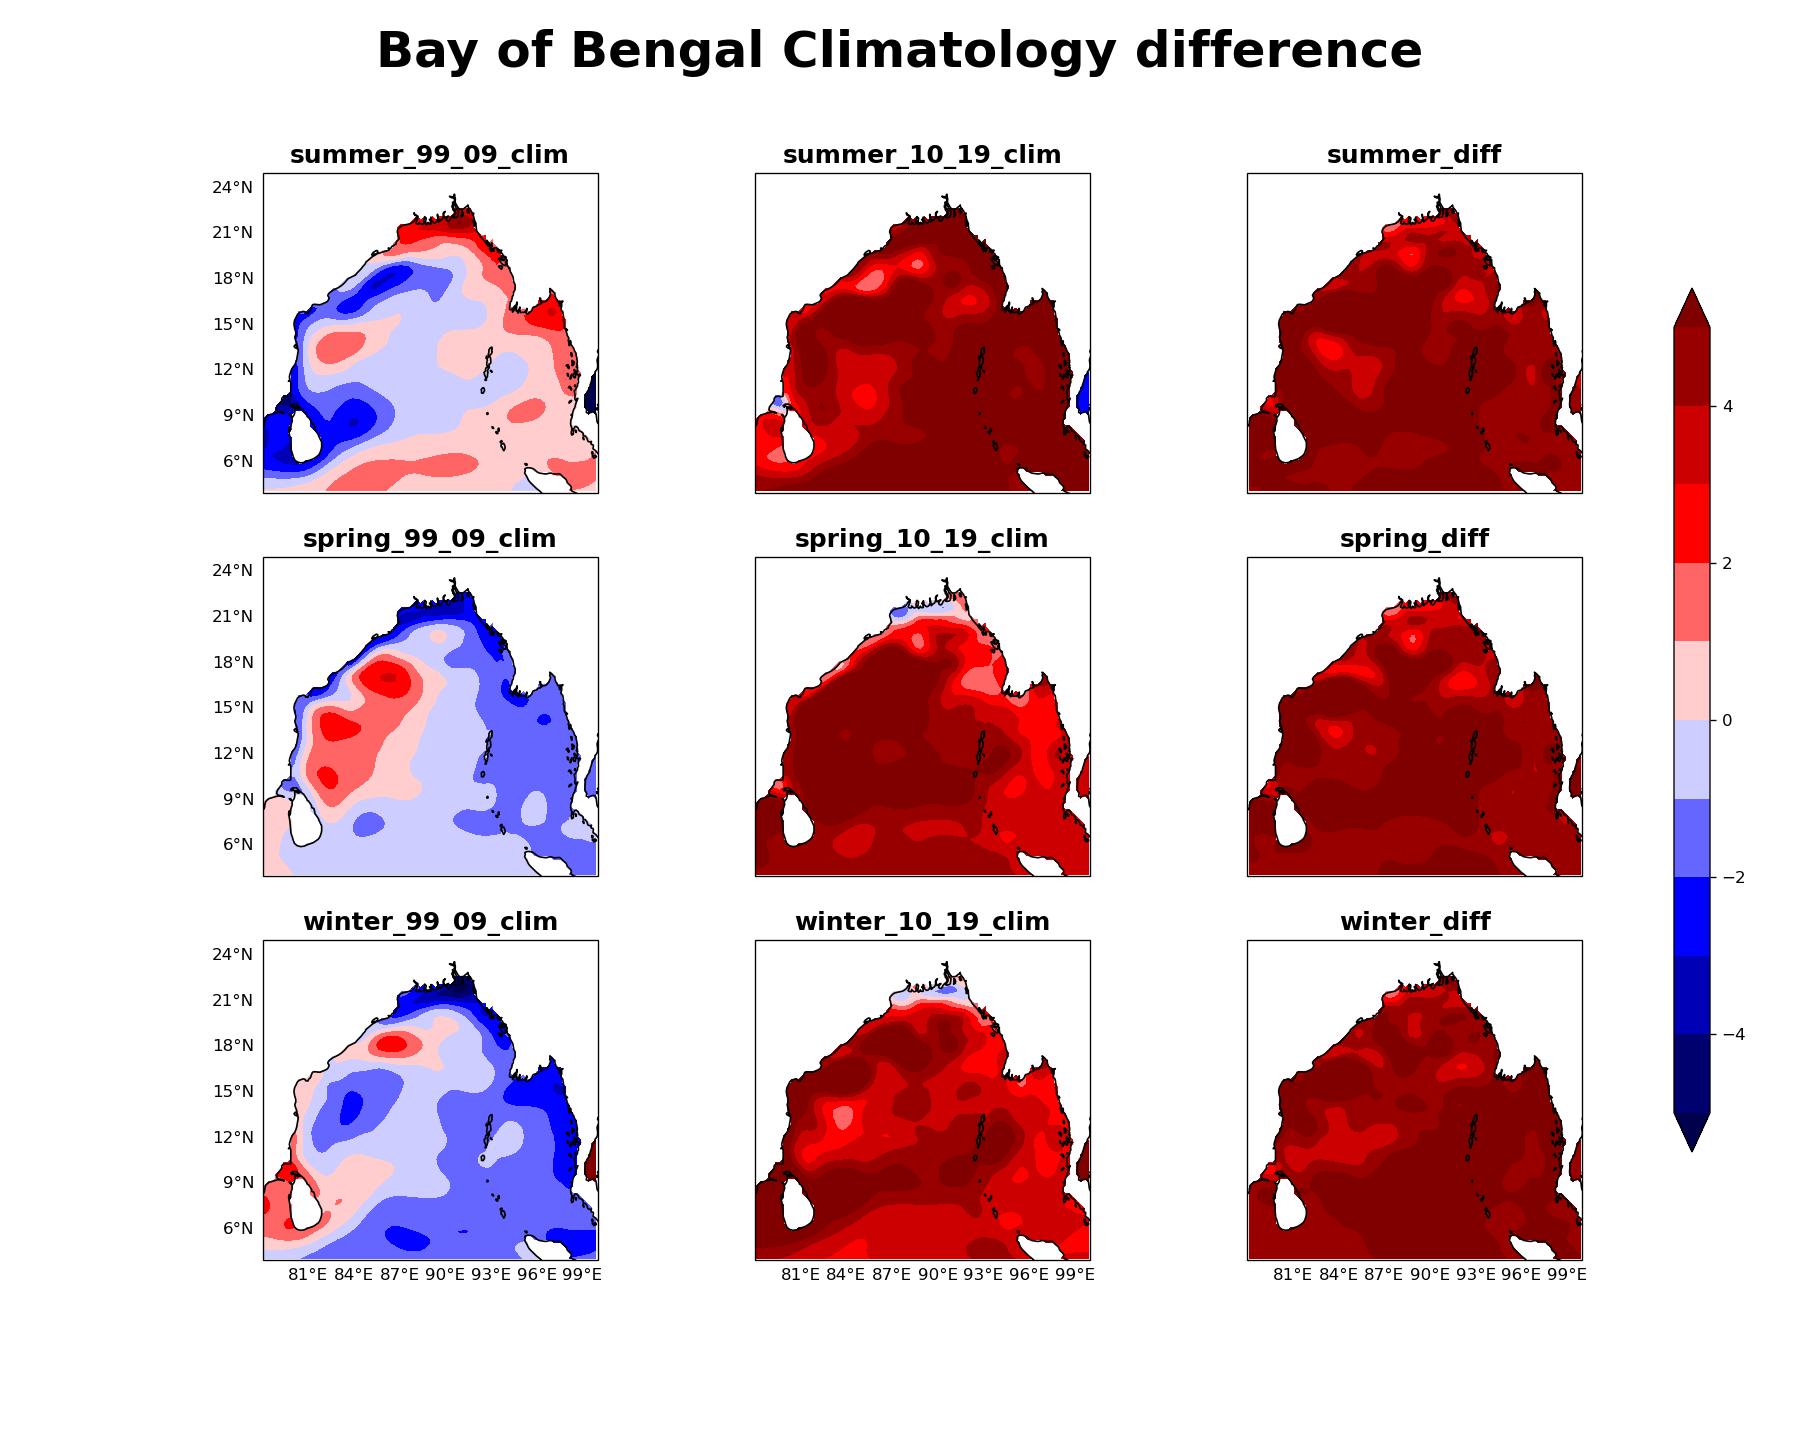 Bay of Bengal Climatology difference
summer_99_09_clim summer_10_19_clim summer_diff
24°N
21°N
18°N
15°N
12°N
9°N
6°N
spring_99_09_clim spring_10_19_clim spring_diff
24°N
21°N
18°N
15°N
12°N
9°N
6°N
winter_99_09_clim winter_10_19_clim winter_diff
24°N
21°N
18°N
15°N
12°N
9°N
6°N
81°E 84°E 87°E 90°E 93°E 96°E 99°E
81°E 84°E 87°E 90°E 93°E 96°E 99°E
81°E 84°E 87°E 90°E 93°E 96°E 99°E
4
2
0
−2
−4